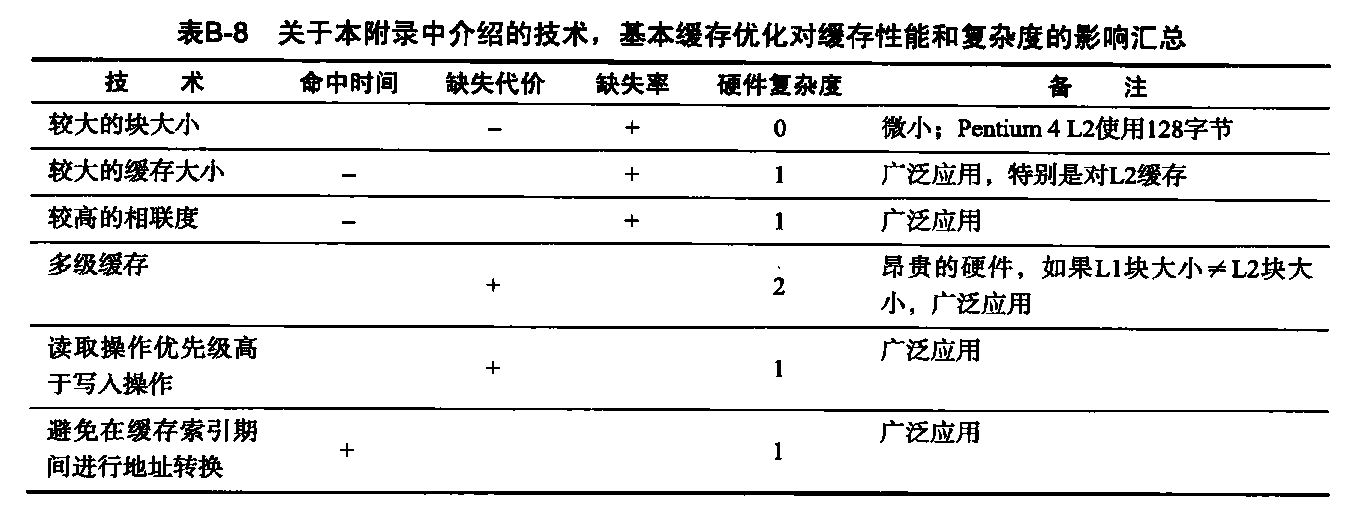 表B-8 关于本附录中介绍的技术，基本缓存优化对缓存性能和复杂度的影响汇总
技 术 命中时间 缺失代价 缺失率 硬件复杂度 备 注
较大的块大小 – + 0 微小；Pentium 4 L2使用128字节
较大的缓存大小 – + 1 广泛应用，特别是对L2缓存
较高的相联度 – + 1 广泛应用
多级缓存 + 2 昂贵的硬件，如果L1块大小≠L2块大
小，广泛应用
读取操作优先级高 广泛应用
于写入操作 + 1
避免在缓存索引期 广泛应用
间进行地址转换 + 1